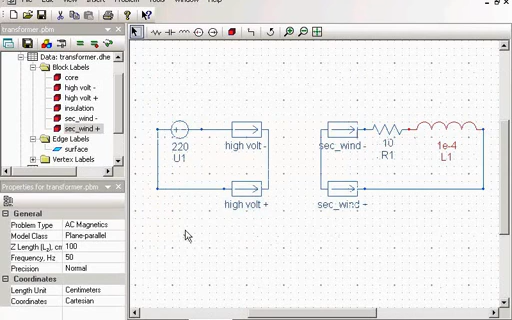 transformer.pbm
Data: transformer.dhe
Block Labels
core
high volt -
high volt +
insulation
sec_wind -
sec_wind +
Edge Labels
surface
Vertex Labels
Properties for transformer.pbm
General
Problem Type AC Magnetics
Model Class Plane-parallel
Z Length (Lz), cm 100
Frequency, Hz 50
Precision Normal
Coordinates
Length Unit Centimeters
Coordinates Cartesian
220
U1
high volt -
high volt +
sec_wind -
sec_wind +
10
R1
1e-4
L1